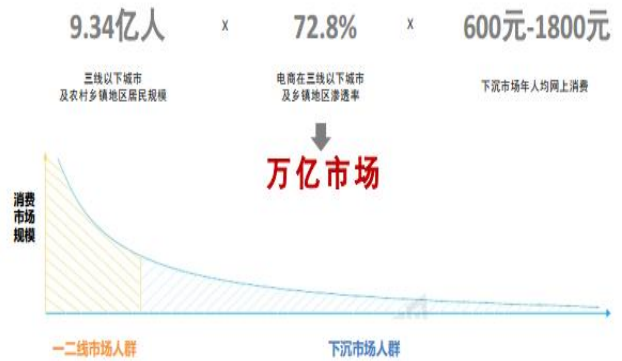 9.34亿人 x 72.8% x 600元-1800元
三线以下城市
及农村乡镇地区居民规模
电商在三线以下城市
及乡镇地区渗透率
下沉市场年人均网上消费
万亿市场
消费
市场
规模
一二线市场人群
下沉市场人群